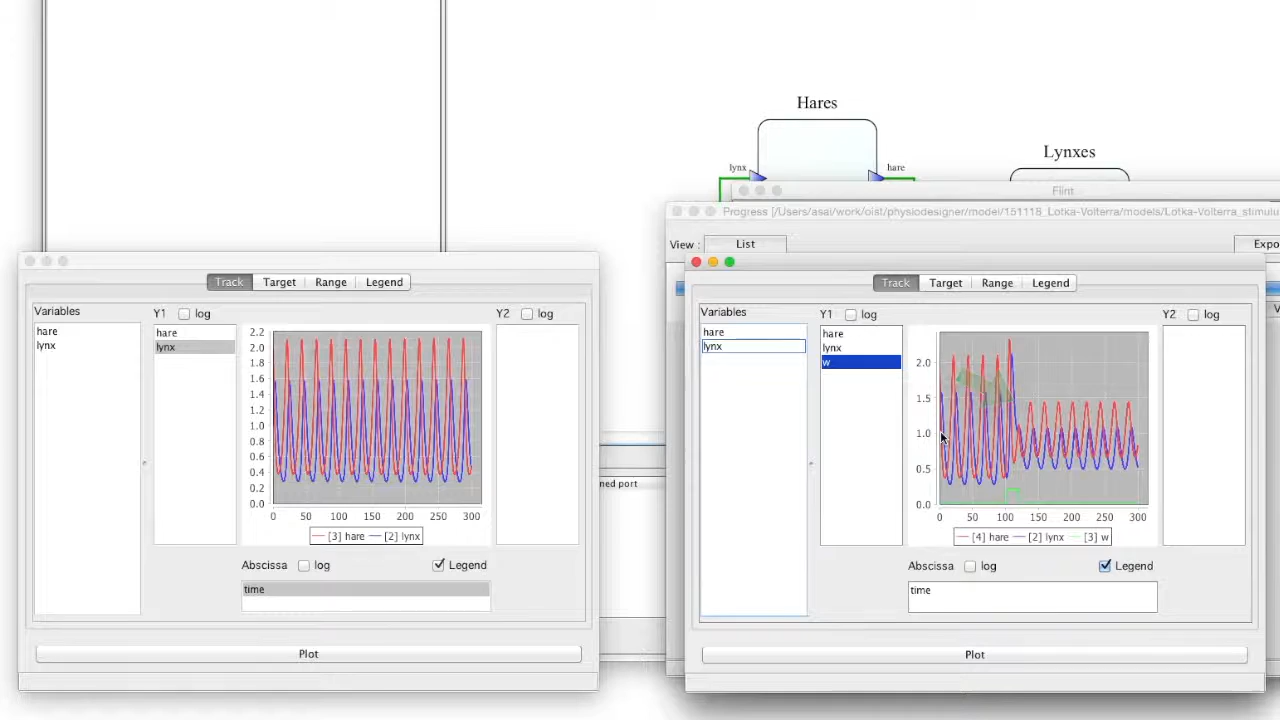 Hares
Lynxes
lynx
hare
Flint
Progress [/Users/asai/work/oist/physiodesigner/model/151118_Lotka-Volterra/models/Lotka-Volterra_stimulu
View :
List
Expo
ned port
Track
Target
Range
Legend
Variables
hare
lynx
Y1
log
hare
lynx
2.2
2.0
1.8
1.6
1.4
1.2
1.0
0.8
0.6
0.4
0.2
0.0
0 50 100 150 200 250 300
[3] hare [2] lynx
Y2
log
Abscissa
log
Legend
time
Plot
Track
Target
Range
Legend
Variables
hare
lynx
Y1
log
hare
lynx
w
2.0
1.5
1.0
0.5
0.0
0 50 100 150 200 250 300
[4] hare [2] lynx [3] w
Y2
log
Abscissa
log
Legend
time
Plot